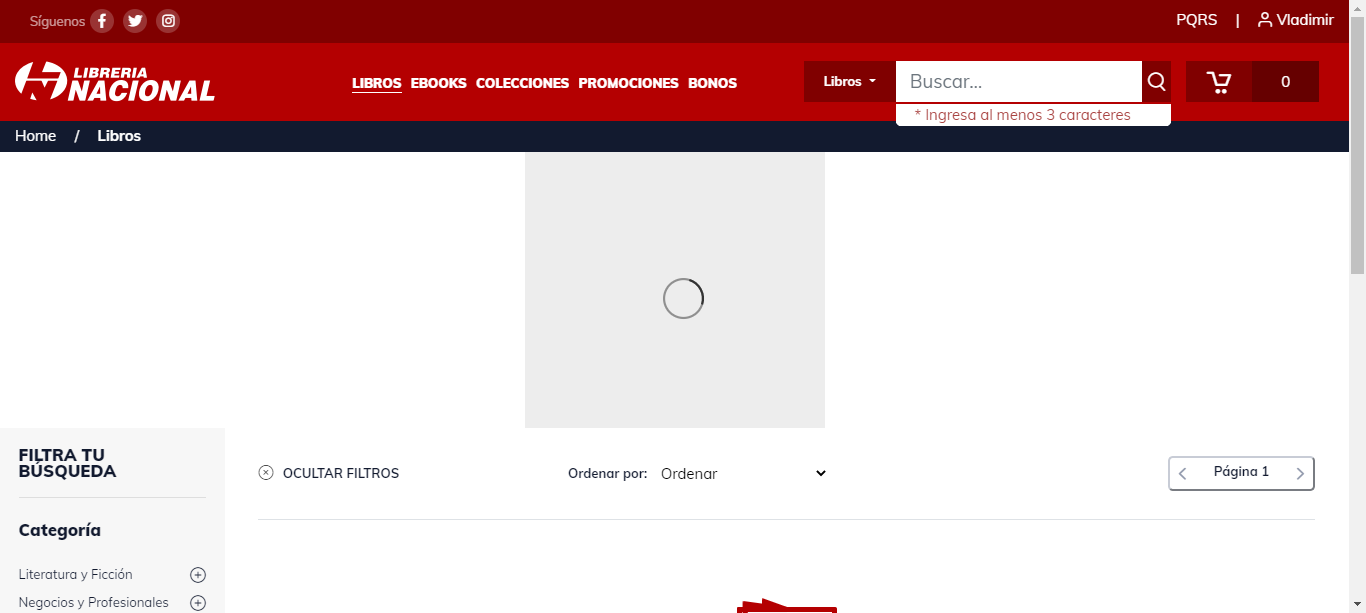 Síguenos
PQRS | Vladimir
LIBRERIA
NACIONAL
LIBROS EBOOKS COLECCIONES PROMOCIONES BONOS
Libros Buscar... 0
* Ingresa al menos 3 caracteres
Home / Libros
FILTRA TU
BÚSQUEDA
OCULTAR FILTROS Ordenar por: Ordenar Página 1
Categoría
Literatura y Ficción
Negocios y Profesionales